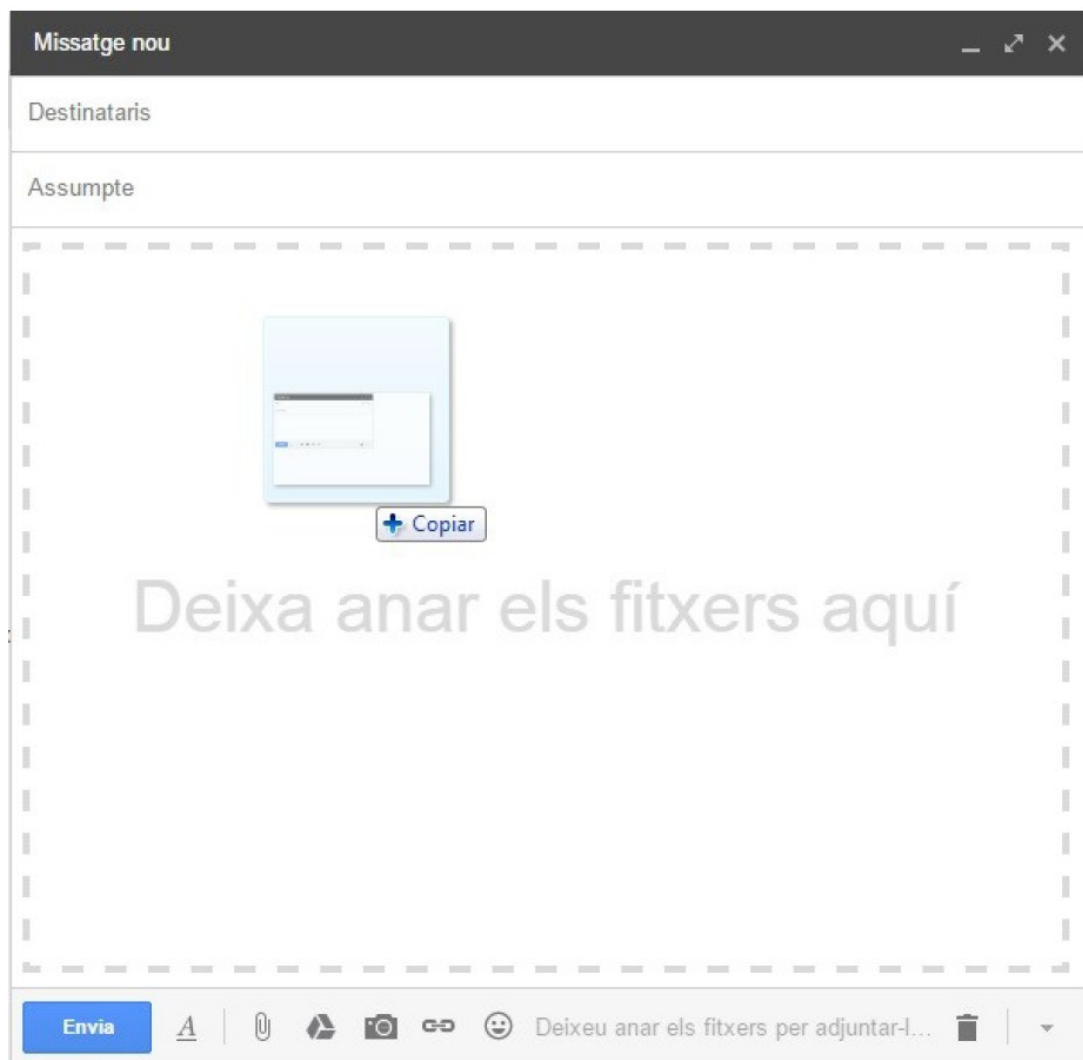 Missatge nou
Destinataris
Assumpte
Copiar
Deixa anar els fitxers aquí
Envia A Deixeu anar els fitxers per adjuntar-l...